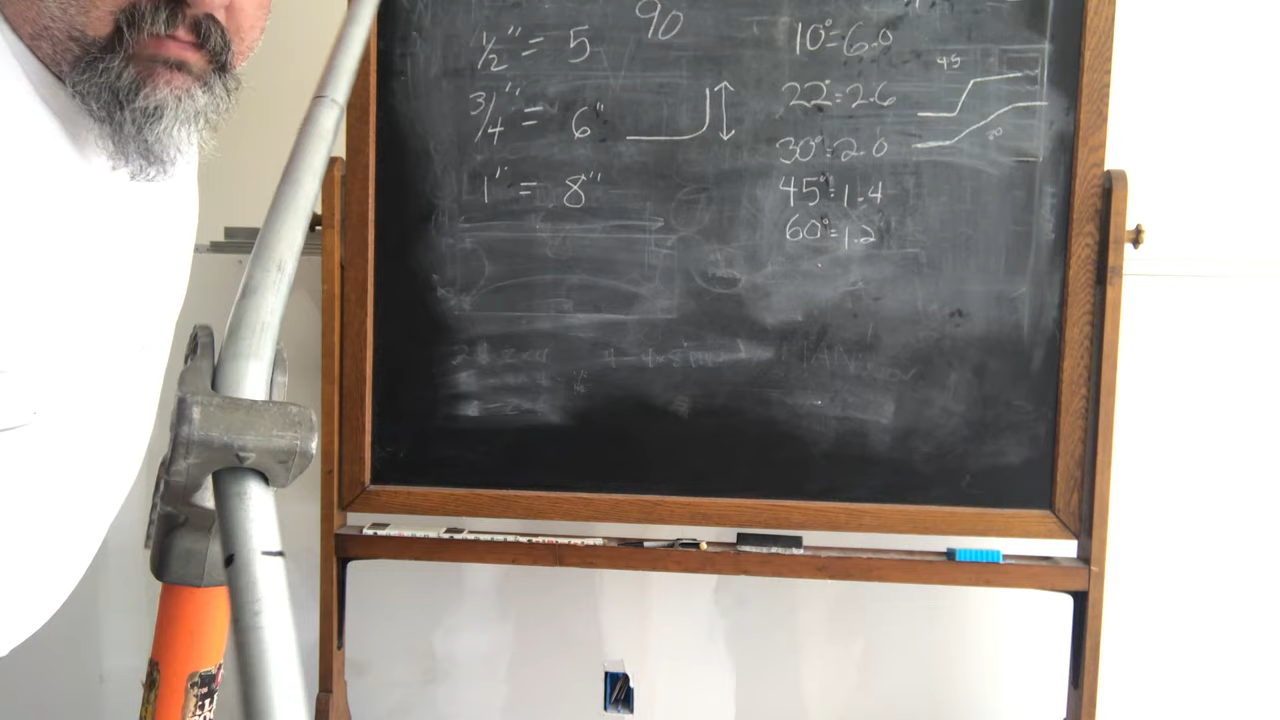 90
1/2" = 5
3/4" = 6"
1" = 8"
10°=6.0
22°=2.6
30°=2.0
45°=1.4
60°=1.2
45
30